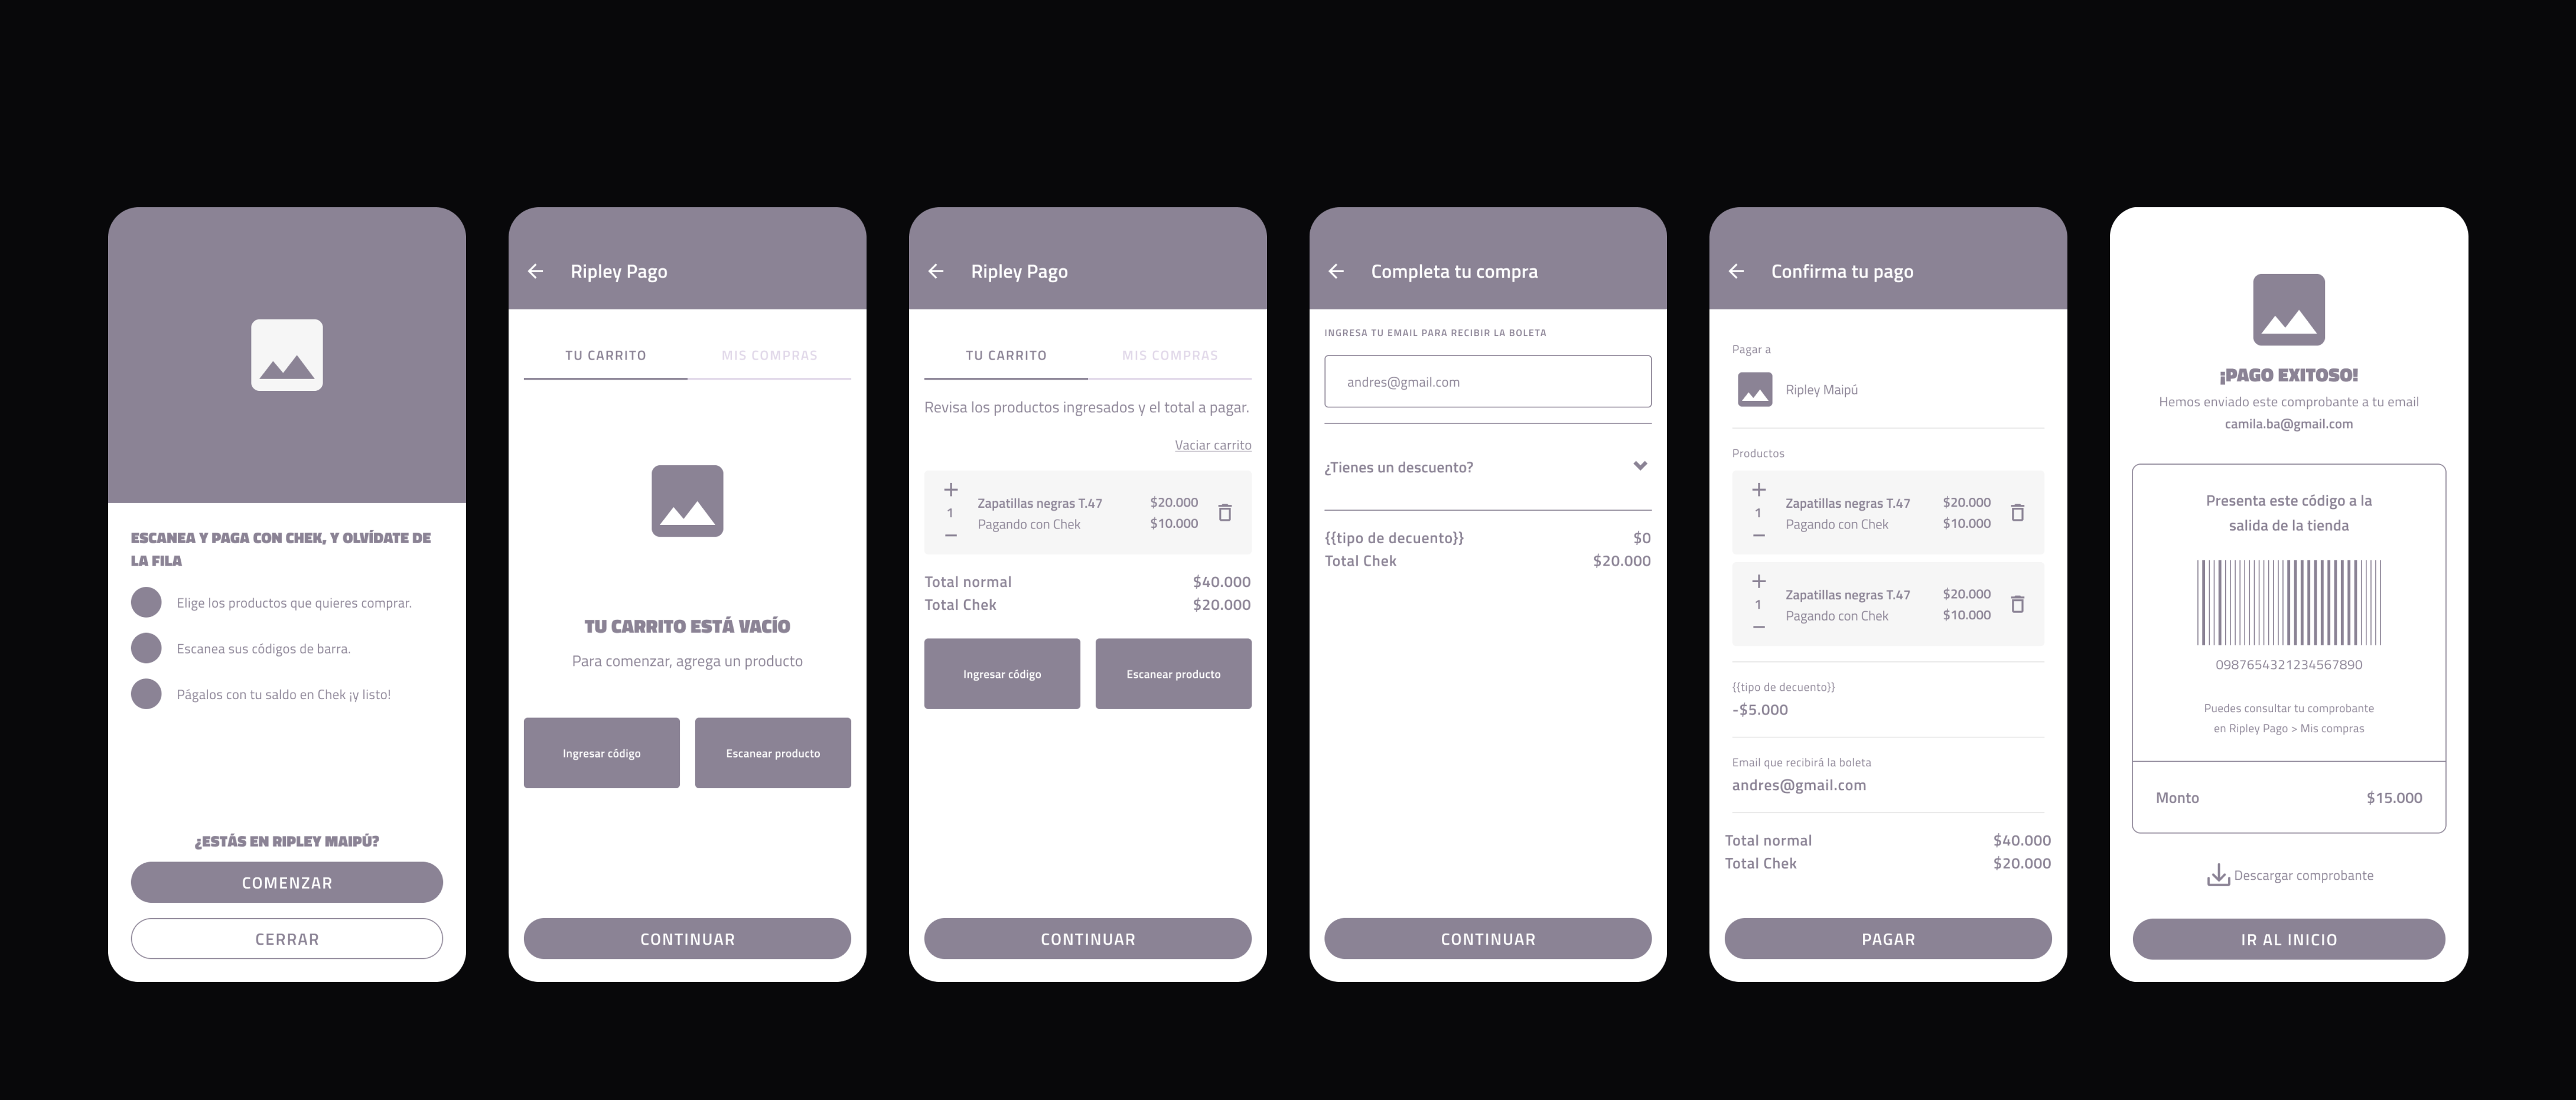 ESCANEA Y PAGA CON CHEK, Y OLVÍDATE DE
LA FILA
Elige los productos que quieres comprar.
Escanea sus códigos de barra.
Págalos con tu saldo en Chek ¡y listo!
¿ESTÁS EN RIPLEY MAIPÚ?
COMENZAR
CERRAR
Ripley Pago
TU CARRITO MIS COMPRAS
TU CARRITO ESTÁ VACÍO
Para comenzar, agrega un producto
Ingresar código Escanear producto
CONTINUAR
Ripley Pago
TU CARRITO MIS COMPRAS
Revisa los productos ingresados y el total a pagar.
Vaciar carrito
Zapatillas negras T.47 $20.000
1
Pagando con Chek $10.000
Total normal $40.000
Total Chek $20.000
Ingresar código Escanear producto
CONTINUAR
Completa tu compra
INGRESA TU EMAIL PARA RECIBIR LA BOLETA
andres@gmail.com
¿Tienes un descuento?
{{tipo de decuento}} $0
Total Chek $20.000
CONTINUAR
Confirma tu pago
Pagar a
Ripley Maipú
Productos
Zapatillas negras T.47 $20.000
1
Pagando con Chek $10.000
Zapatillas negras T.47 $20.000
1
Pagando con Chek $10.000
{{tipo de decuento}}
-$5.000
Email que recibirá la boleta
andres@gmail.com
Total normal $40.000
Total Chek $20.000
PAGAR
¡PAGO EXITOSO!
Hemos enviado este comprobante a tu email
camila.ba@gmail.com
Presenta este código a la
salida de la tienda
0987654321234567890
Puedes consultar tu comprobante
en Ripley Pago > Mis compras
Monto $15.000
Descargar comprobante
IR AL INICIO